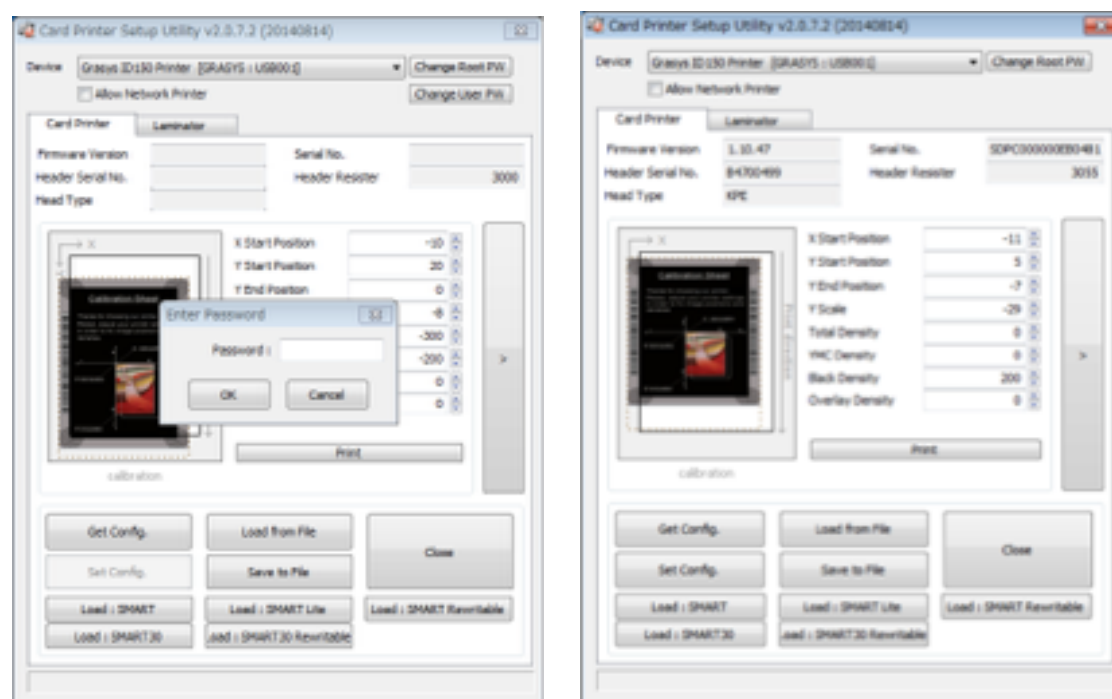 Card Printer Setup Utility v2.0.7.2 (20140814)
Device Grasys ID150 Printer [GRASYS : USB001] Change Root PW
Allow Network Printer Change User PW
Card Printer Laminator
Firmware Version Serial No.
Header Serial No. Header Resister 3000
Head Type
X
X Start Position -10
Y Start Position 20
Y End Position 0
-8
-300
-200
0
0
Calibration Sheet
Enter Password
Password :
OK Cancel
Print
>
calibration
Get Config. Load from File
Close
Set Config. Save to File
Load : SMART Load : SMART Lite Load : SMART Rewritable
Load : SMART30 Load : SMART30 Rewritable
Card Printer Setup Utility v2.0.7.2 (20140814)
Device Grasys ID150 Printer [GRASYS : USB001] Change Root PW
Allow Network Printer
Card Printer Laminator
Firmware Version 1.10.47 Serial No. SDPC000000EB0481
Header Serial No. B4700499 Header Resister 3055
Head Type KPE
X
Calibration Sheet
X Start Position -11
Y Start Position 5
Y End Position -7
Y Scale -29
Total Density 0
YMC Density 0
Black Density 200
Overlay Density 0
Print
>
calibration
Get Config. Load from File
Close
Set Config. Save to File
Load : SMART Load : SMART Lite Load : SMART Rewritable
Load : SMART30 oad : SMART30 Rewritable